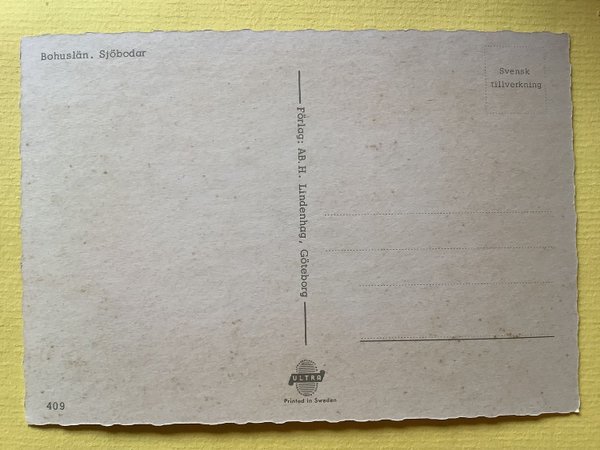 Bohuslän. Sjöbodar
Svensk
tillverkning
Förlag: AB. H. Lindenhag, Göteborg
ULTRA
Printed in Sweden
409